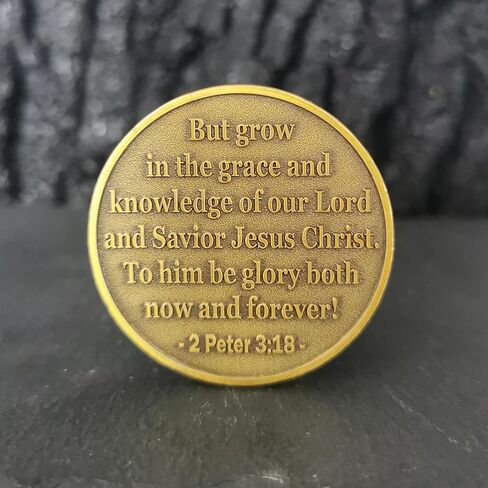 But grow
in the grace and
knowledge of our Lord
and Savior Jesus Christ.
To him be glory both
now and forever!
- 2 Peter 3:18 -